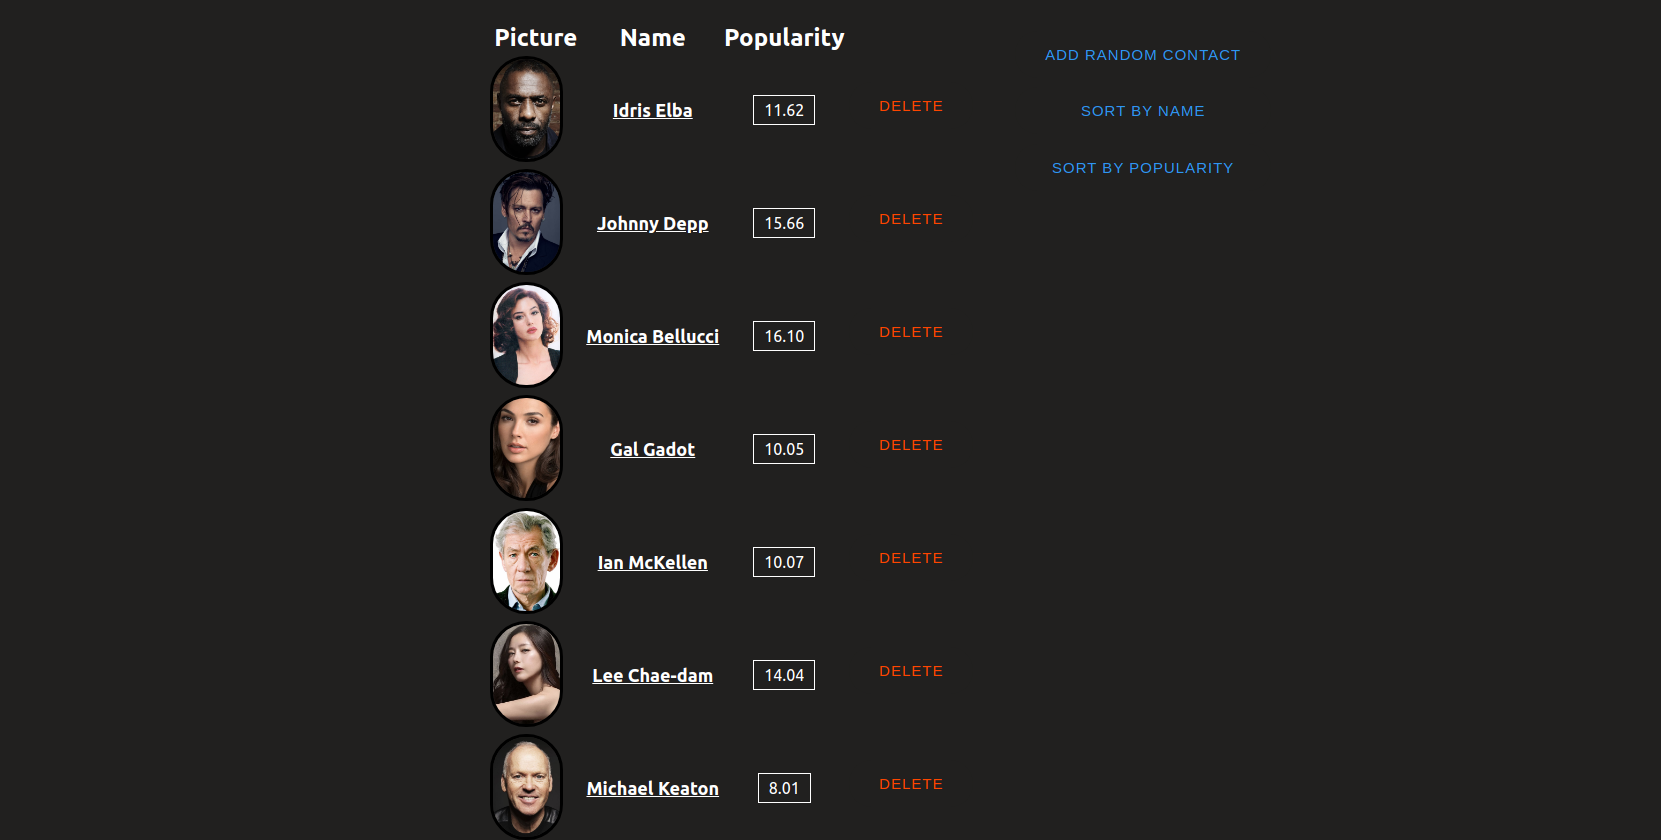 Picture Name Popularity
ADD RANDOM CONTACT
Idris Elba 11.62 DELETE
SORT BY NAME
SORT BY POPULARITY
Johnny Depp 15.66 DELETE
Monica Bellucci 16.10 DELETE
Gal Gadot 10.05 DELETE
Ian McKellen 10.07 DELETE
Lee Chae-dam 14.04 DELETE
Michael Keaton 8.01 DELETE